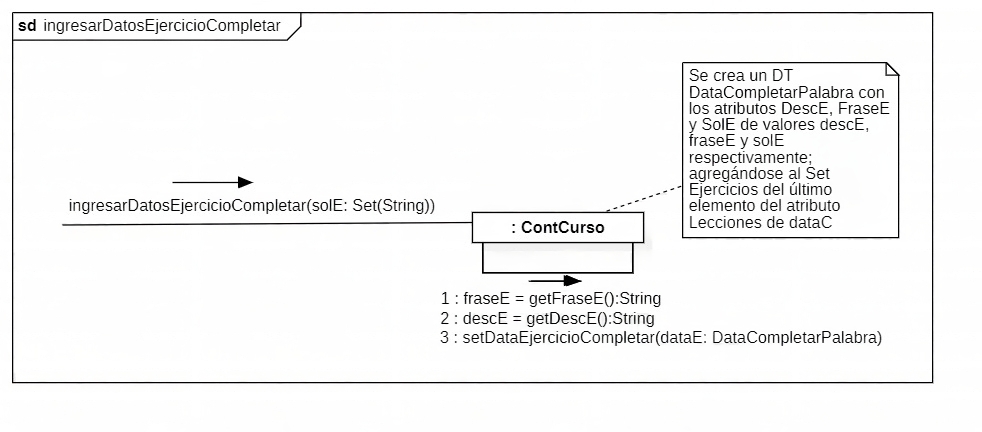 sd ingresarDatosEjercicioCompletar
Se crea un DT
DataCompletarPalabra con
los atributos DescE, FraseE
y SolE de valores descE,
fraseE y solE
respectivamente;
agregándose al Set
Ejercicios del último
elemento del atributo
Lecciones de dataC
ingresarDatosEjercicioCompletar(solE: Set(String))
: ContCurso
1 : fraseE = getFraseE():String
2 : descE = getDescE():String
3 : setDataEjercicioCompletar(dataE: DataCompletarPalabra)